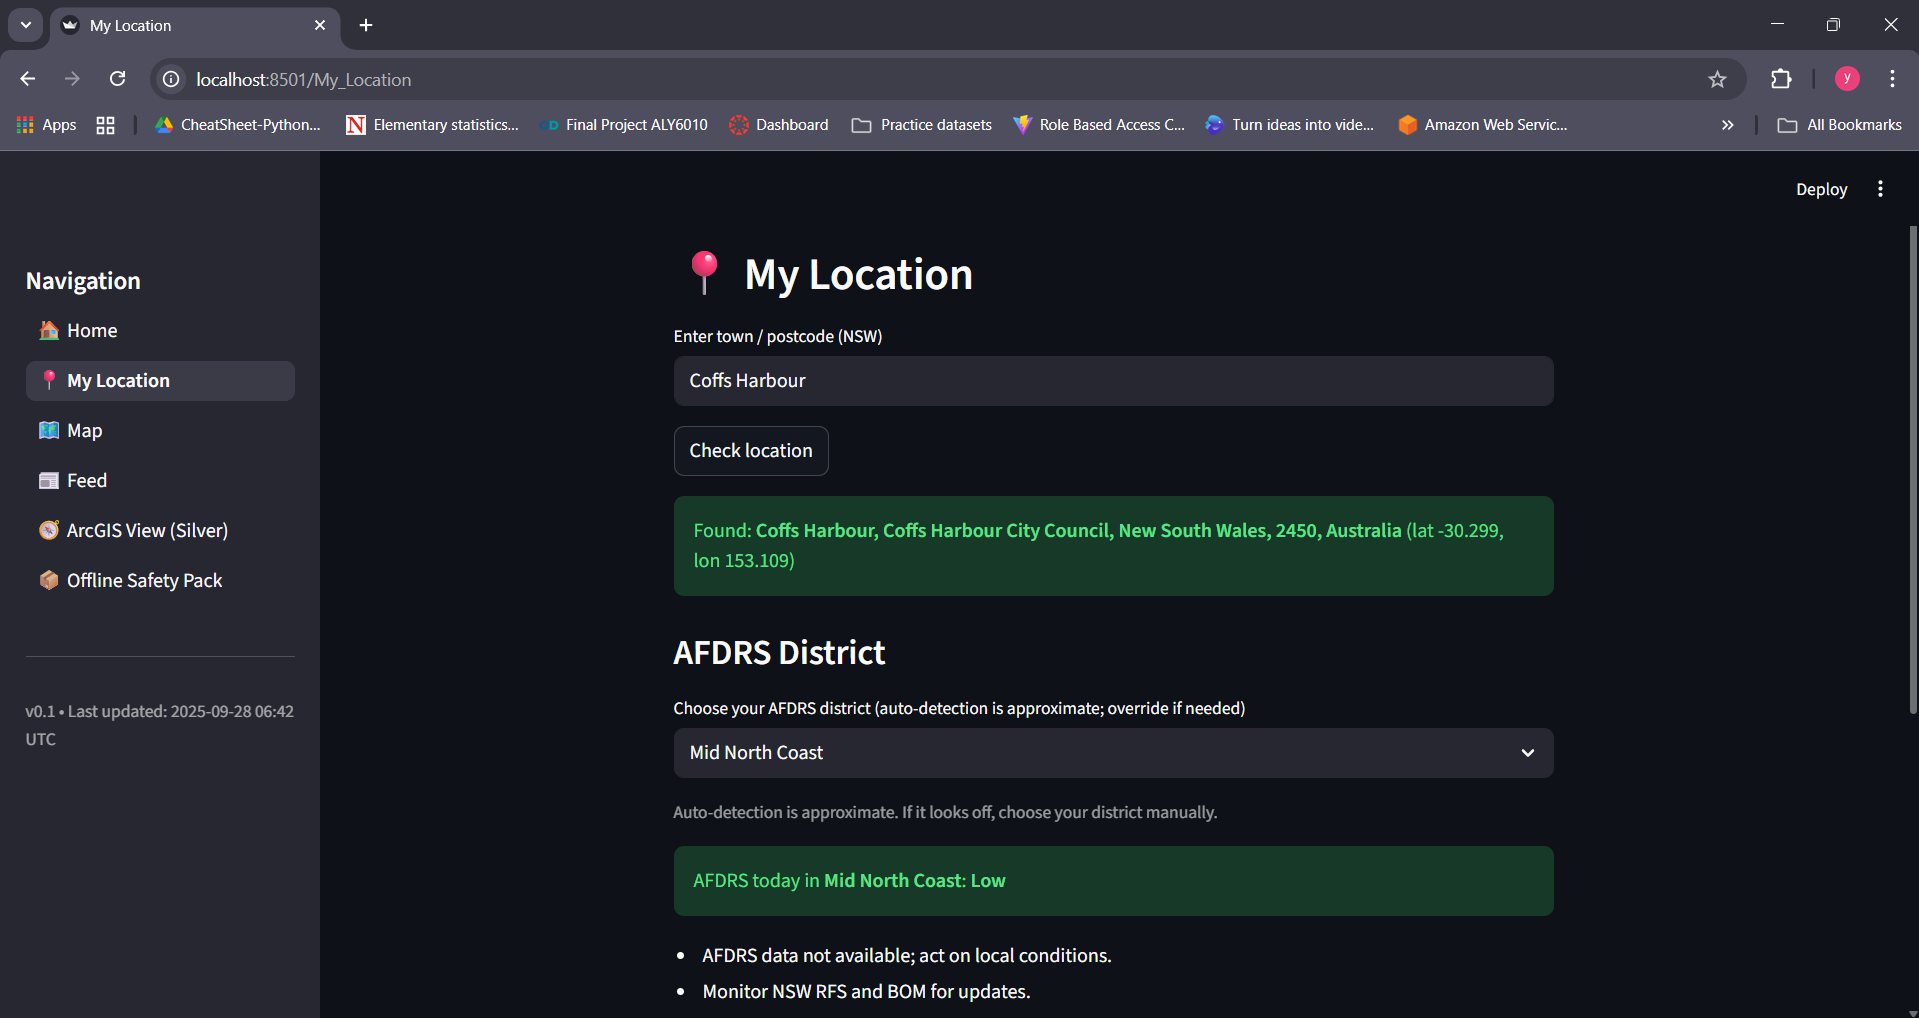 My Location
localhost:8501/My_Location
y
Apps
CheatSheet-Python...
Elementary statistics...
Final Project ALY6010
Dashboard
Practice datasets
Role Based Access C...
Turn ideas into vide...
Amazon Web Servic...
All Bookmarks
Deploy
Navigation
Home
My Location
Map
Feed
ArcGIS View (Silver)
Offline Safety Pack
v0.1 • Last updated: 2025-09-28 06:42
UTC
My Location
Enter town / postcode (NSW)
Coffs Harbour
Check location
Found: Coffs Harbour, Coffs Harbour City Council, New South Wales, 2450, Australia (lat -30.299,
lon 153.109)
AFDRS District
Choose your AFDRS district (auto-detection is approximate; override if needed)
Mid North Coast
Auto-detection is approximate. If it looks off, choose your district manually.
AFDRS today in Mid North Coast: Low
• AFDRS data not available; act on local conditions.
• Monitor NSW RFS and BOM for updates.